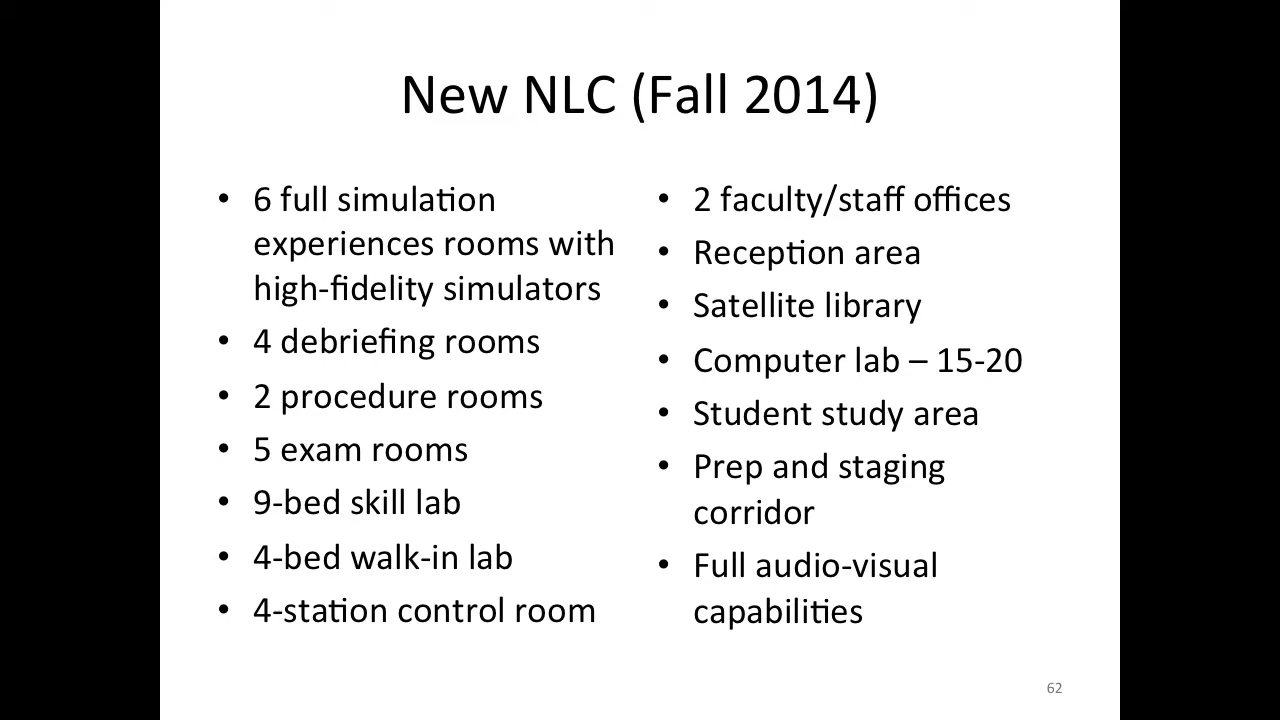 New NLC (Fall 2014)
• 6 full simulation
experiences rooms with
high-fidelity simulators
• 4 debriefing rooms
• 2 procedure rooms
• 5 exam rooms
• 9-bed skill lab
• 4-bed walk-in lab
• 4-station control room
• 2 faculty/staff offices
• Reception area
• Satellite library
• Computer lab – 15-20
• Student study area
• Prep and staging
corridor
• Full audio-visual
capabilities
62